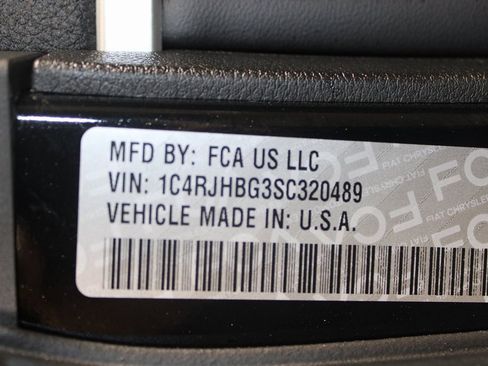 MFD BY: FCA US LLC
VIN: 1C4RJHBG3SC320489
VEHICLE MADE IN: U.S.A.